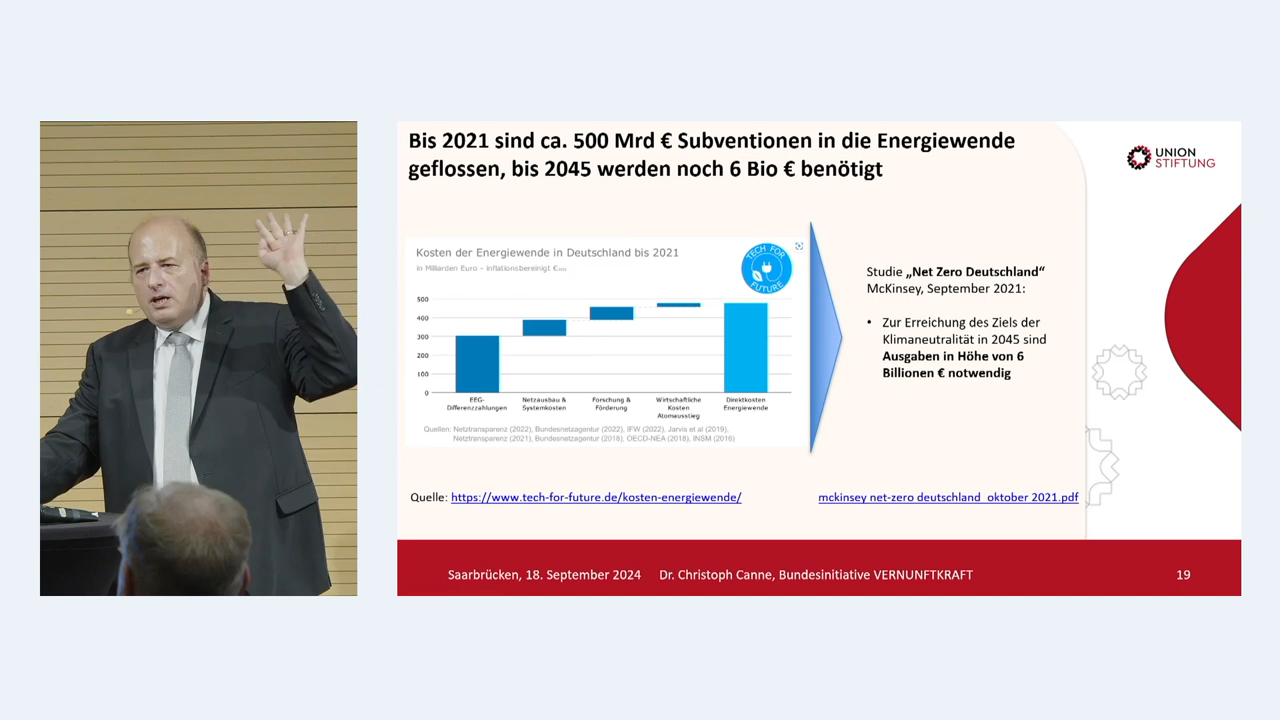 Bis 2021 sind ca. 500 Mrd € Subventionen in die Energiewende
geflossen, bis 2045 werden noch 6 Bio € benötigt
UNION
STIFTUNG
Kosten der Energiewende in Deutschland bis 2021
in Milliarden Euro – inflationsbereinigt
TECH FOR
FUTURE
500
400
300
200
100
0
EEG-
Differenzzahlungen
Netzausbau &
Systemkosten
Forschung &
Förderung
Wirtschaftliche
Kosten
Atomausstieg
Direktkosten
Energiewende
Quellen: Netztransparenz (2022), Bundesnetzagentur (2022), IFW (2022), Jarvis et al (2019),
Netztransparenz (2021), Bundesnetzagentur (2018), OECD-NEA (2018), INSM (2016)
Studie „Net Zero Deutschland“
McKinsey, September 2021:
• Zur Erreichung des Ziels der
Klimaneutralität in 2045 sind
Ausgaben in Höhe von 6
Billionen € notwendig
Quelle: https://www.tech-for-future.de/kosten-energiewende/
mckinsey net-zero deutschland_oktober 2021.pdf
Saarbrücken, 18. September 2024 Dr. Christoph Canne, Bundesinitiative VERNUNFTKRAFT
19